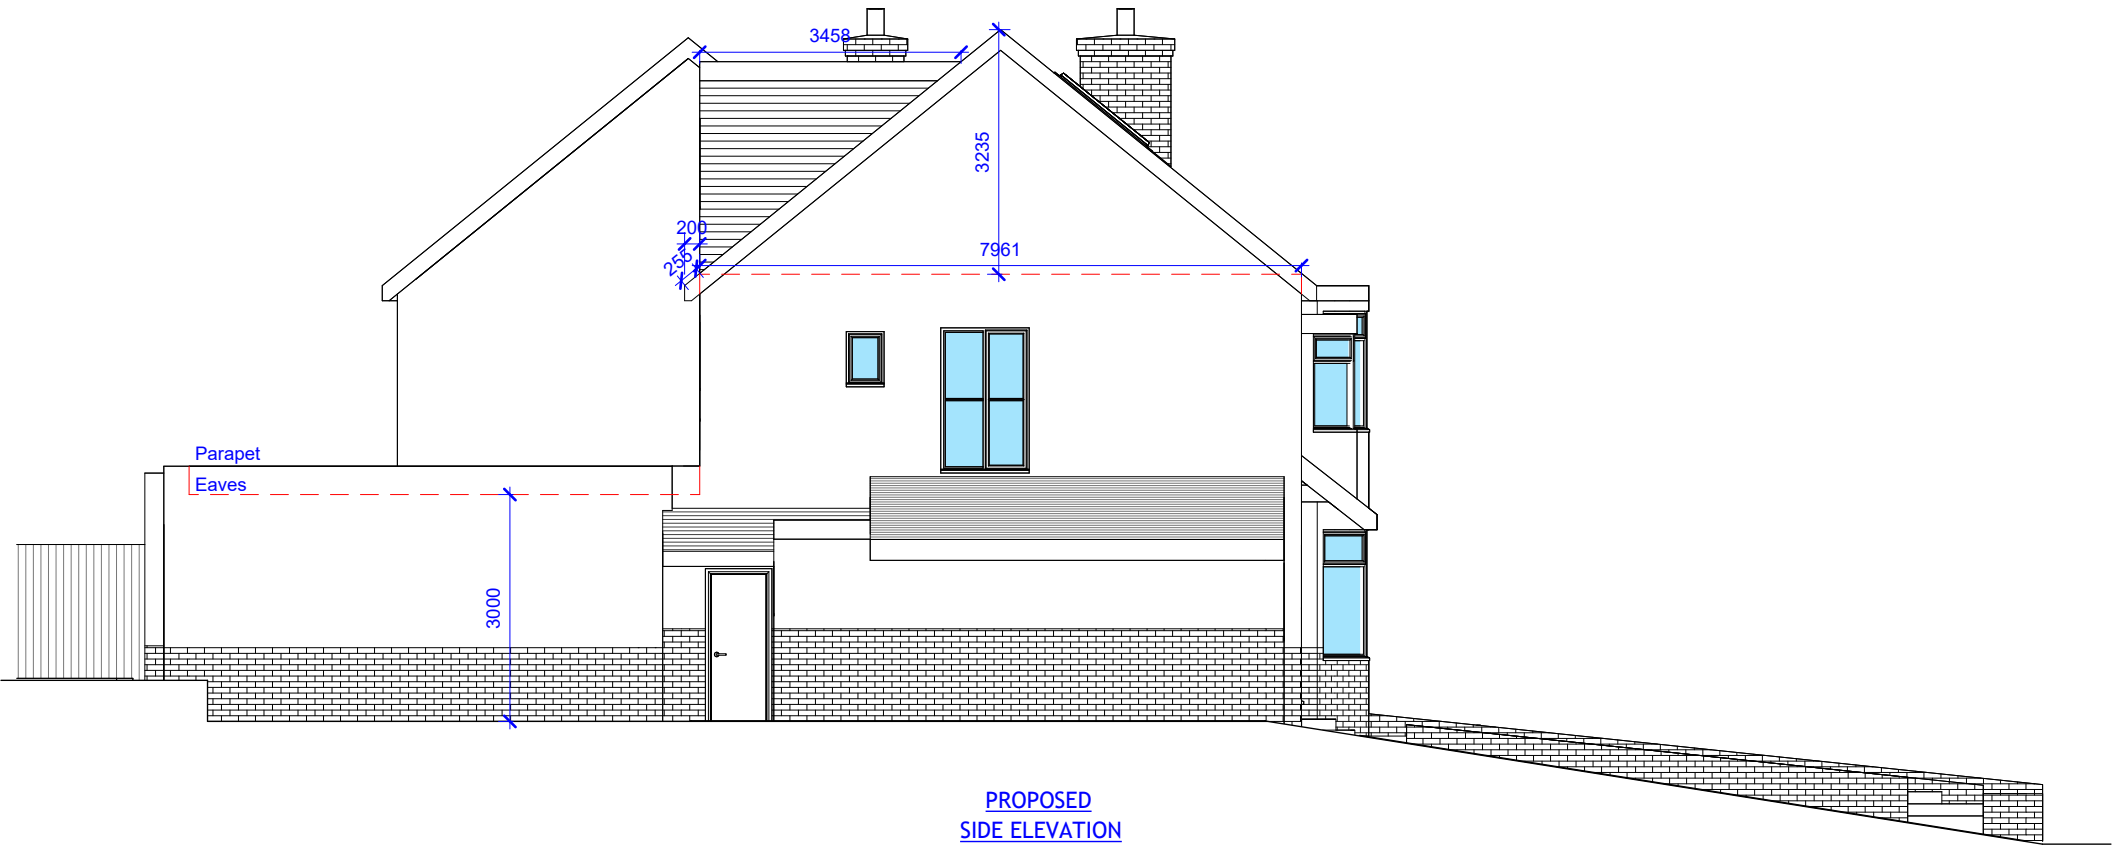 3458
3235
200
255
7961
Parapet
Eaves
3000
PROPOSED
SIDE ELEVATION